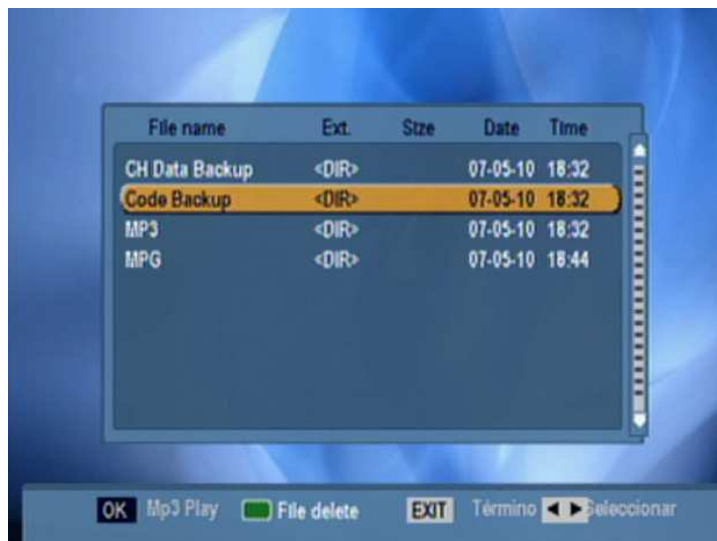 File name Ext. Size Date Time
CH Data Backup <DIR> 07-05-10 18:32
Code Backup <DIR> 07-05-10 18:32
MP3 <DIR> 07-05-10 18:32
MPG <DIR> 07-05-10 18:44
OK Mp3 Play File delete EXIT Término Seleccionar